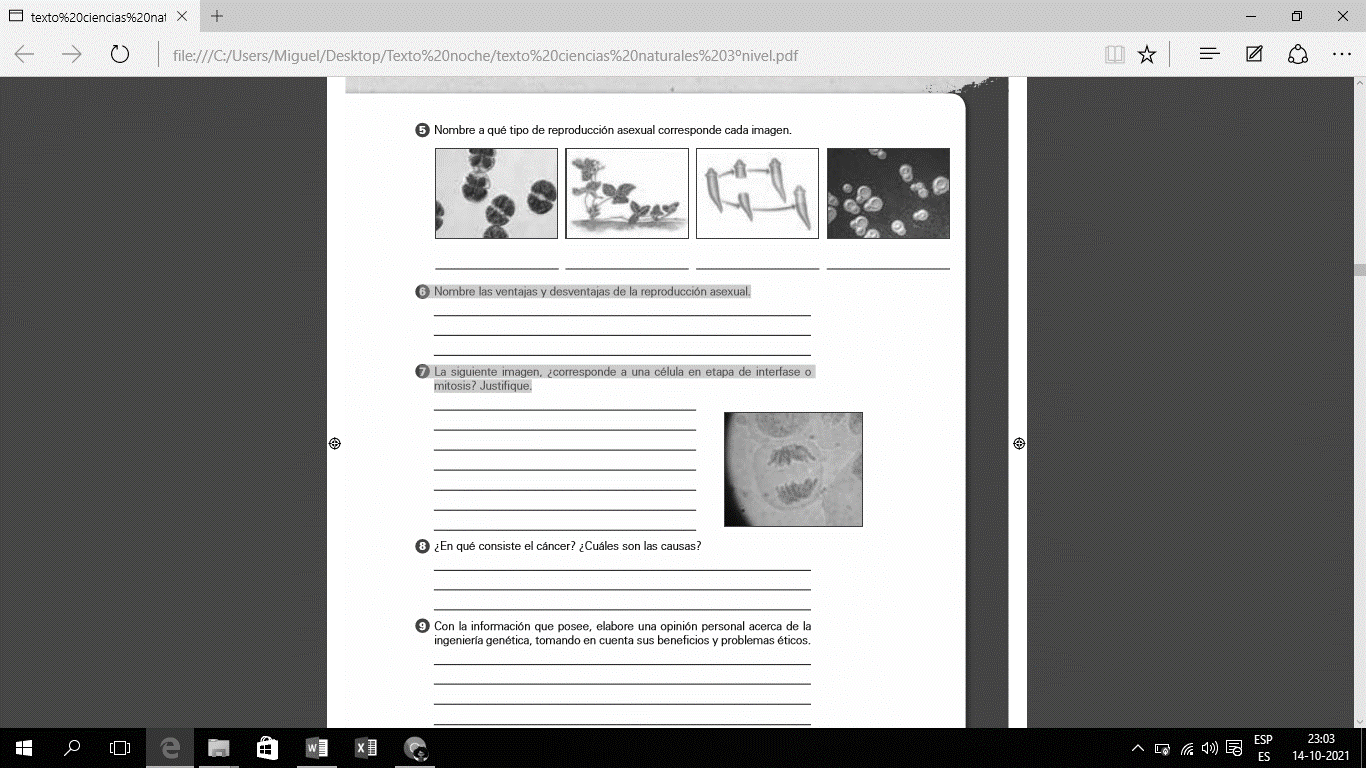 texto%20ciencias%20nat
file:///C:/Users/Miguel/Desktop/Texto%20noche/texto%20ciencias%20naturales%203ºnivel.pdf
5 Nombre a qué tipo de reproducción asexual corresponde cada imagen.
6 Nombre las ventajas y desventajas de la reproducción asexual.
7 La siguiente imagen, ¿corresponde a una célula en etapa de interfase o
mitosis? Justifique.
8 ¿En qué consiste el cáncer? ¿Cuáles son las causas?
9 Con la información que posee, elabore una opinión personal acerca de la
ingeniería genética, tomando en cuenta sus beneficios y problemas éticos.
ESP
ES
23:03
14-10-2021